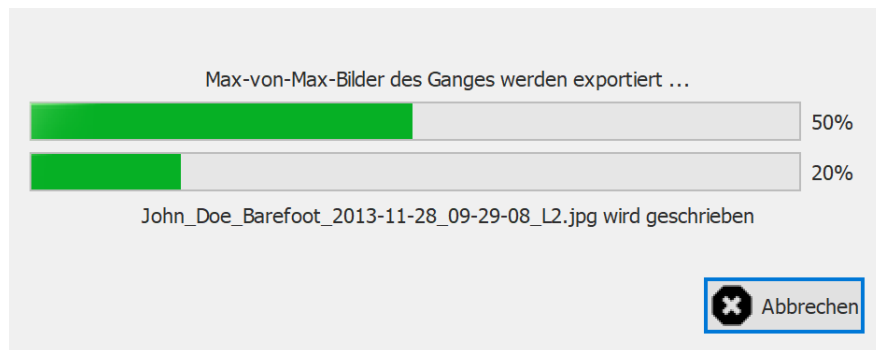 Max-von-Max-Bilder des Ganges werden exportiert ...
50%
20%
John_Doe_Barefoot_2013-11-28_09-29-08_L2.jpg wird geschrieben
Abbrechen